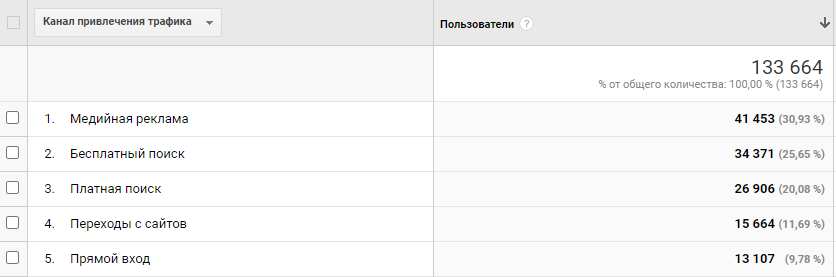 Канал привлечения трафика
Пользователи ?
133 664
% от общего количества: 100,00 % (133 664)
1. Медийная реклама 41 453 (30,93 %)
2. Бесплатный поиск 34 371 (25,65 %)
3. Платная поиск 26 906 (20,08 %)
4. Переходы с сайтов 15 664 (11,69 %)
5. Прямой вход 13 107 (9,78 %)